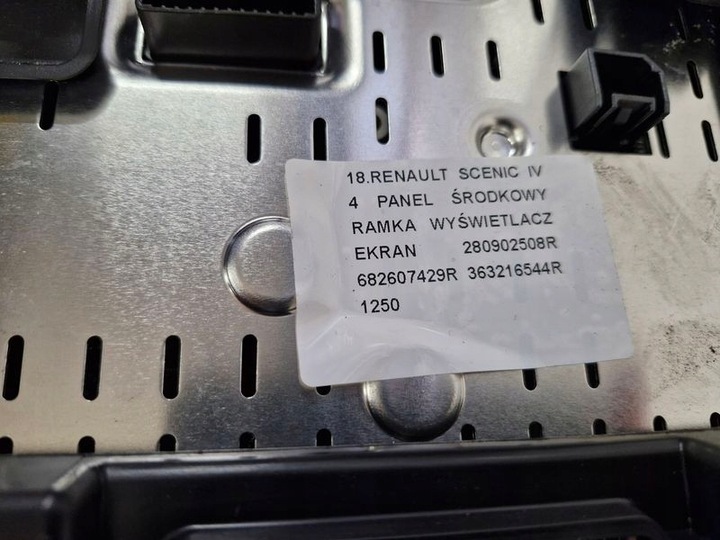 18.RENAULT SCENIC IV
4 PANEL ŚRODKOWY
RAMKA WYŚWIETLACZ
EKRAN 280902508R
682607429R 363216544R
1250